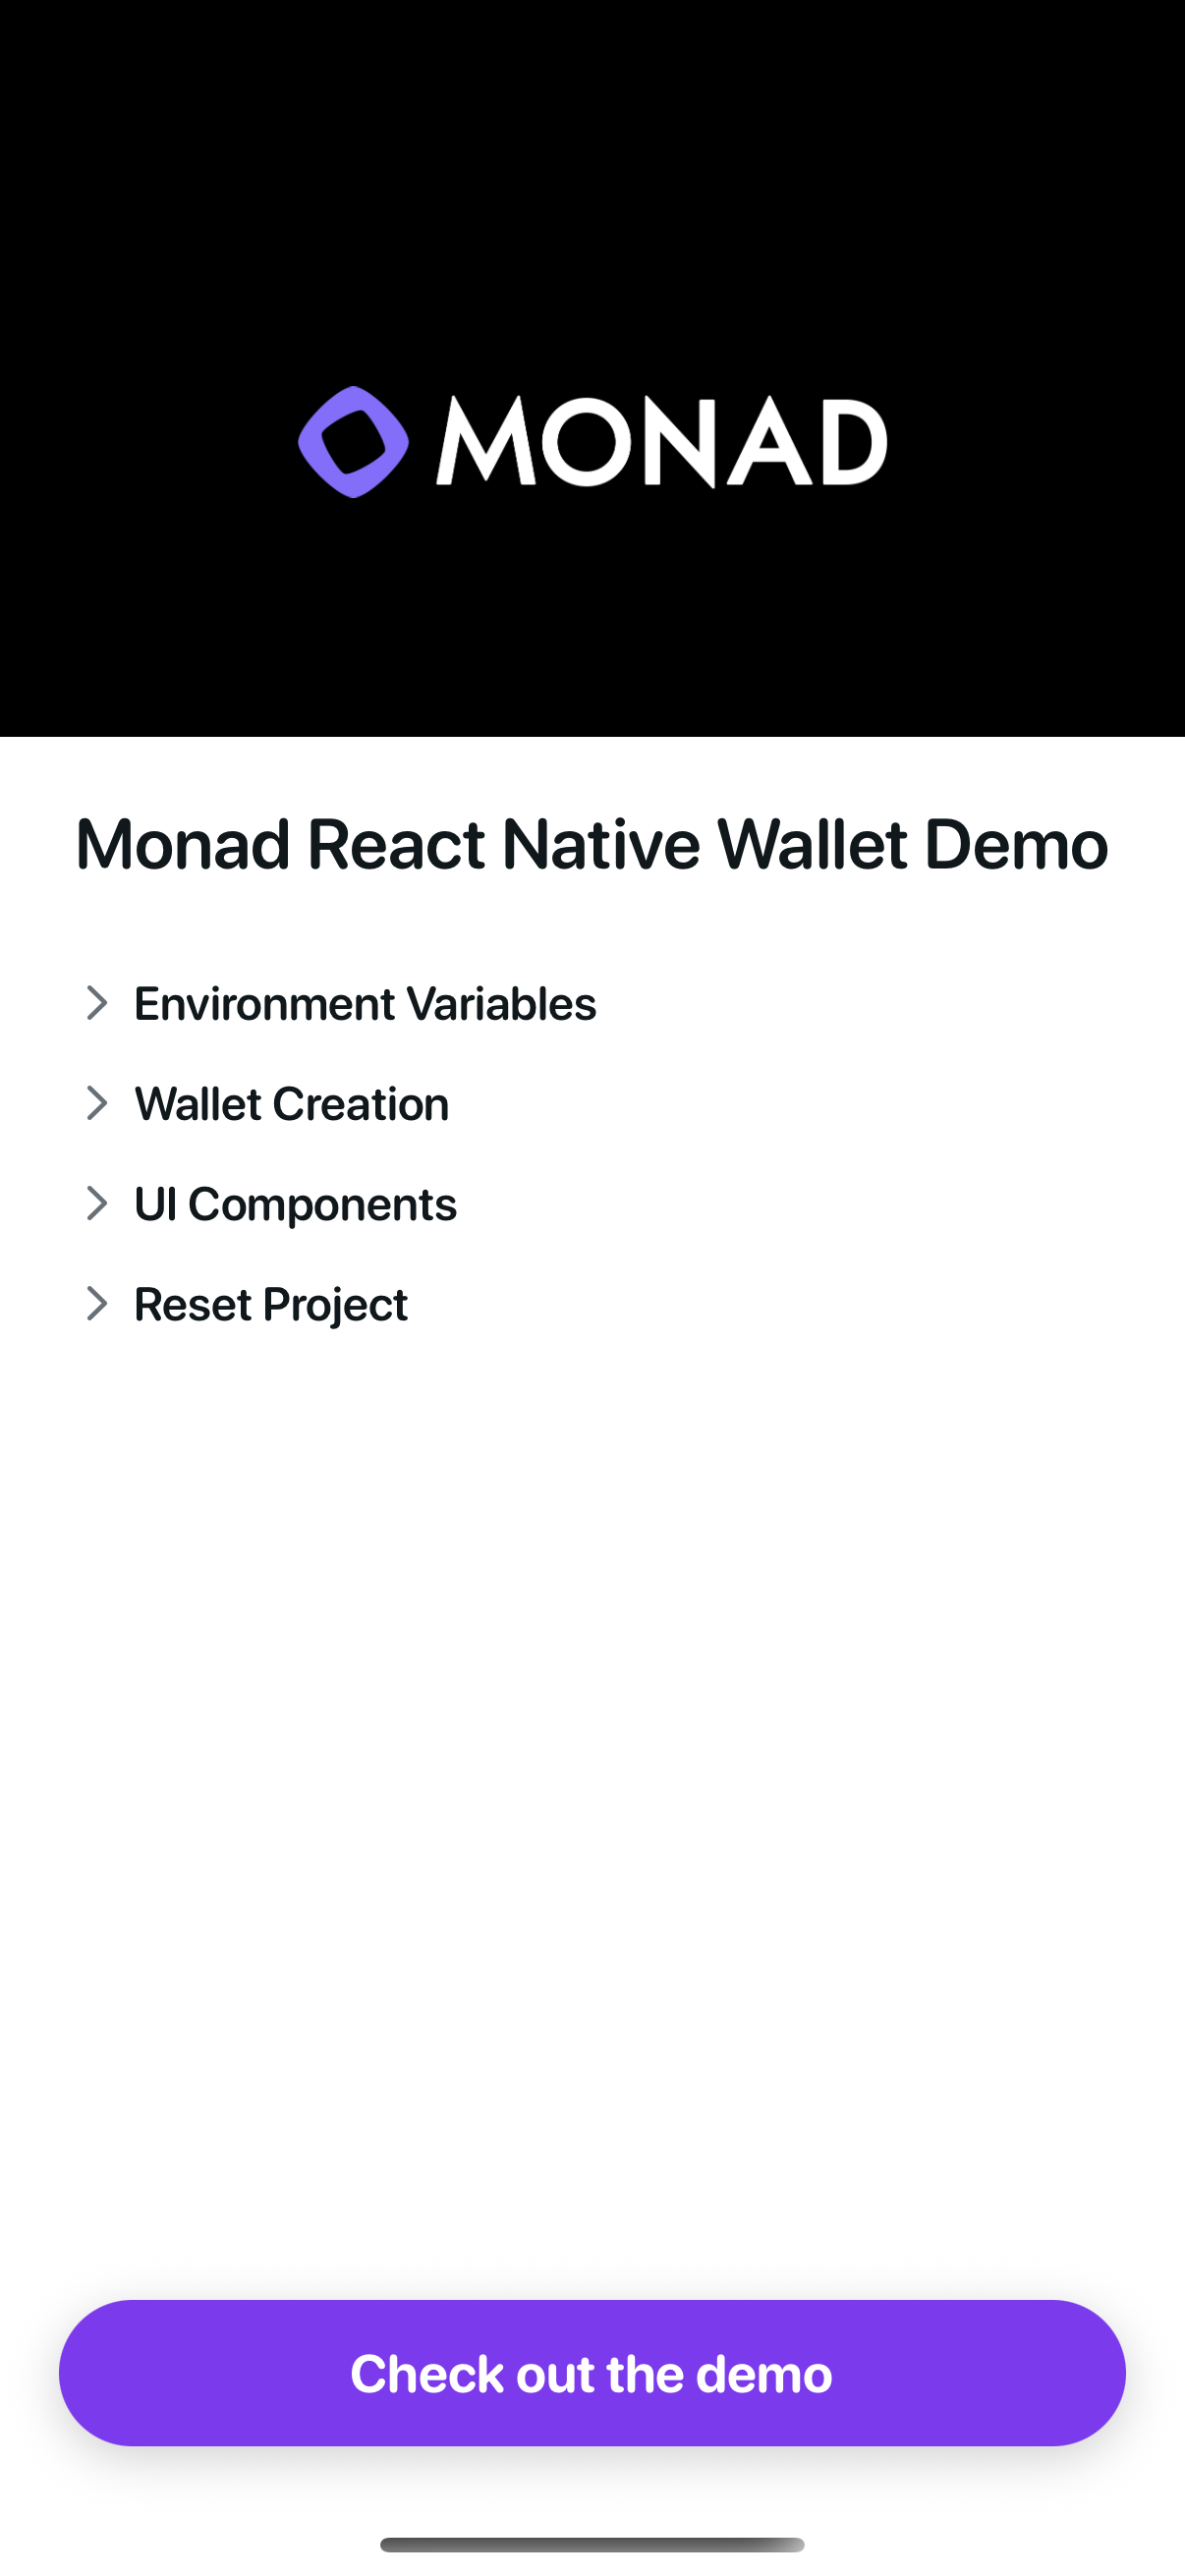 MONAD
Monad React Native Wallet Demo
Environment Variables
Wallet Creation
UI Components
Reset Project
Check out the demo